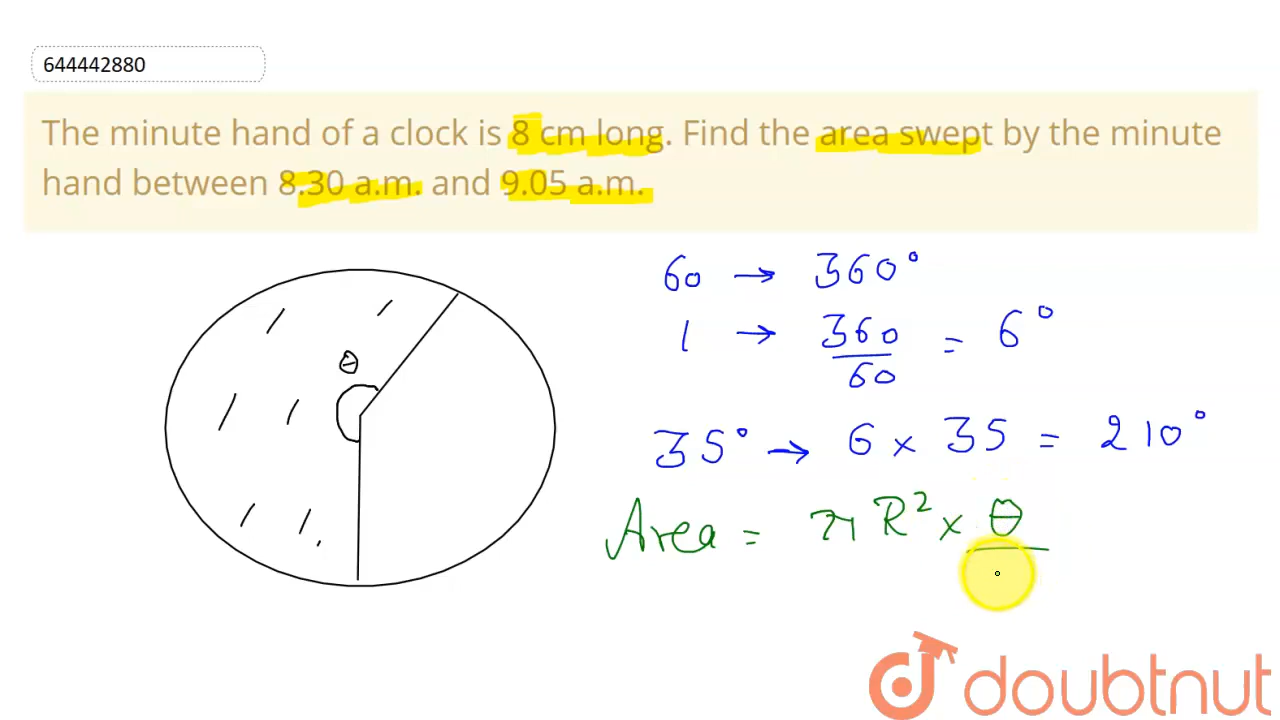 644442880
The minute hand of a clock is 8 cm long. Find the area swept by the minute
hand between 8.30 a.m. and 9.05 a.m.
θ
60 → 360°
1 → 360/60 = 6°
35° → 6 × 35 = 210°
Area = πR² × θ
doubtnut